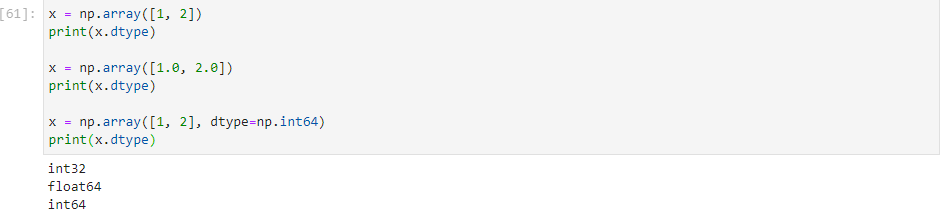 [61]: x = np.array([1, 2])
print(x.dtype)
x = np.array([1.0, 2.0])
print(x.dtype)
x = np.array([1, 2], dtype=np.int64)
print(x.dtype)
int32
float64
int64